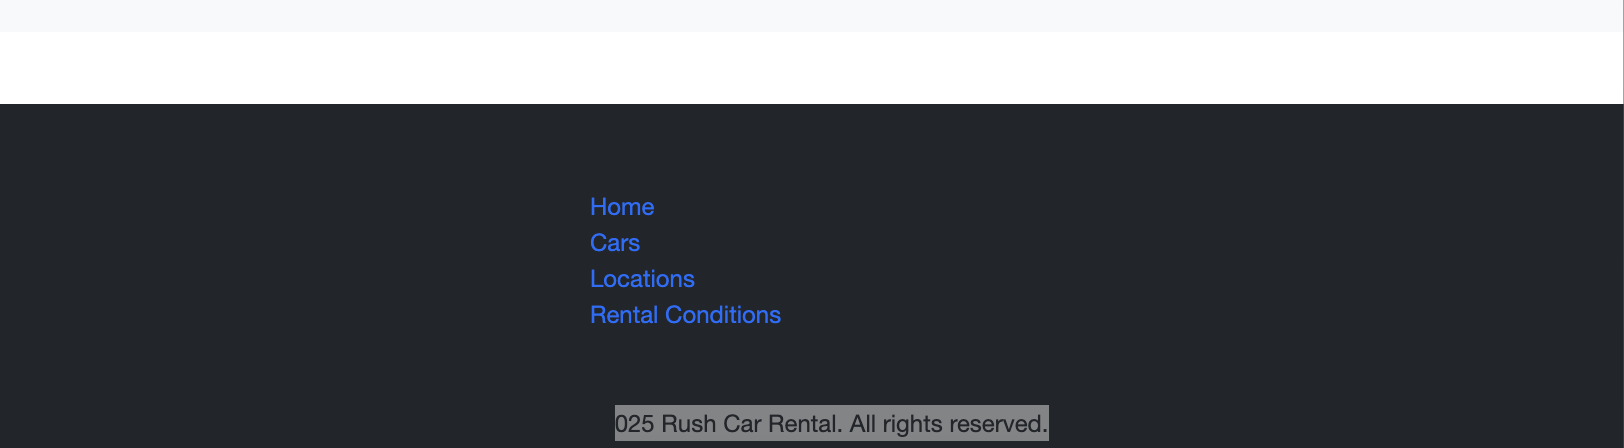 Home
Cars
Locations
Rental Conditions
025 Rush Car Rental. All rights reserved.